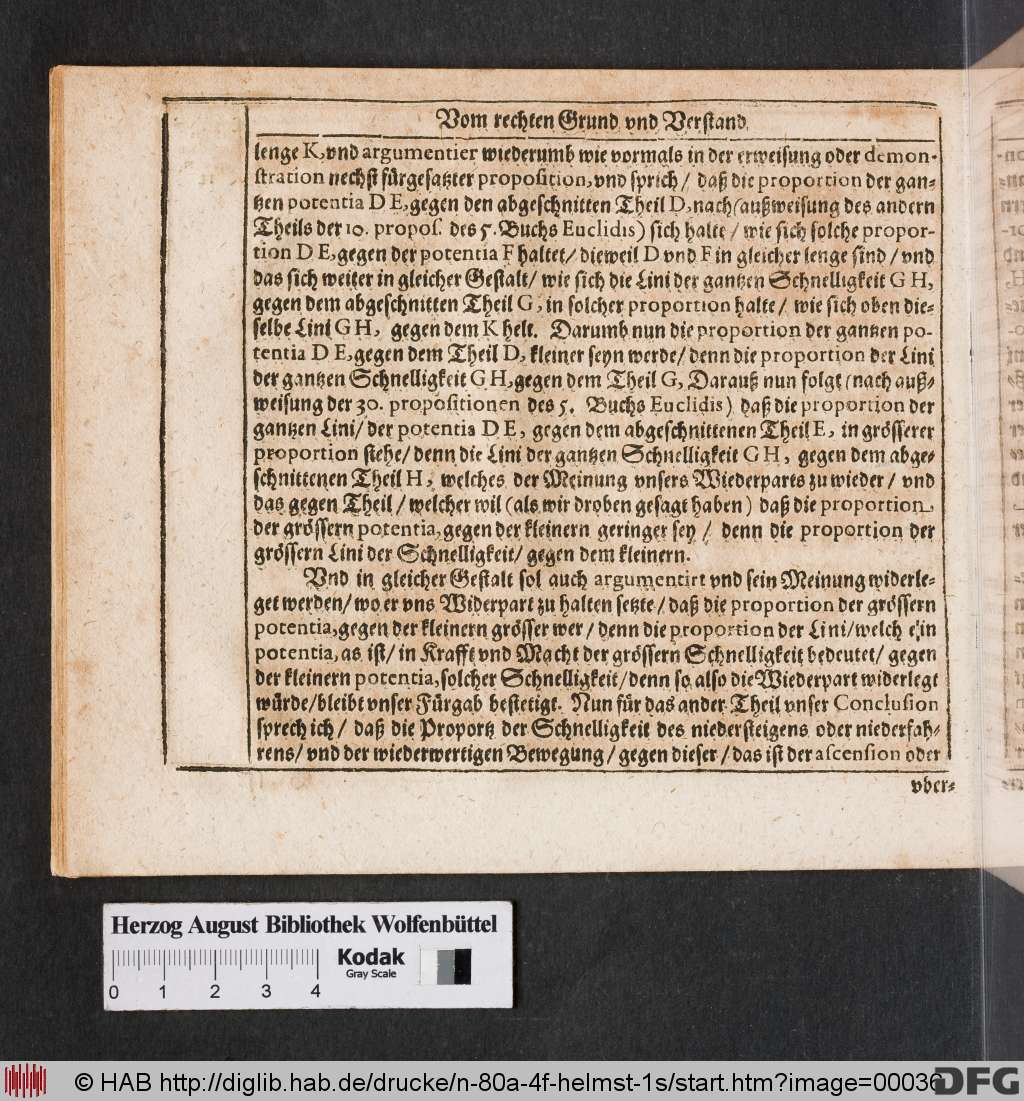 Vom rechten Grund vnd Verstand
lenge K, vnd argumentier wiederumb wie vormals in der erweisung oder demon-
stration nechst fürgesatzter proposition, vnd sprich / daß die proportion der gan-
tzen potentia D E, gegen den abgeschnitten Theil D, nach (außweisung des andern
Theils der 10. propos. des 5. Buchs Euclidis) sich halte / wie sich solche propor-
tion D E, gegen der potentia F haltet / dieweil D vnd F in gleicher lenge sind / vnd
das sich weiter in gleicher Gestalt / wie sich die Lini der gantzen Schnelligkeit G H,
gegen dem abgeschnitten Theil G, in solcher proportion halte / wie sich oben die-
selbe Lini G H, gegen dem K helt. Darumb nun die proportion der gantzen po-
tentia D E, gegen dem Theil D, kleiner seyn werde / denn die proportion der Lini
der gantzen Schnelligkeit G H, gegen dem Theil G, Darauß nun folgt (nach auß-
weisung der 30. propositionen des 5. Buchs Euclidis) daß die proportion der
gantzen Lini / der potentia D E, gegen dem abgeschnittenen Theil E, in grösserer
proportion stehe / denn die Lini der gantzen Schnelligkeit G H, gegen dem abge-
schnittenen Theil H, welches der Meinung vnsers Wiederparts zu wieder / vnd
das gegen Theil / welcher wil (als wir droben gesagt haben) daß die proportion
der grössern potentia, gegen der kleinern geringer sey / denn die proportion der
grössern Lini der Schnelligkeit / gegen dem kleinern.
Vnd in gleicher Gestalt sol auch argumentirt vnd sein Meinung widerle-
get werden / wo er vns Widerpart zu halten setzte / daß die proportion der grössern
potentia, gegen der kleinern grösser wer / denn die proportion der Lini / welch ein
potentia, as ist / in Krafft vnd Macht der grössern Schnelligkeit bedeutet / gegen
der kleinern potentia, solcher Schnelligkeit / denn so also die Wiederpart widerlegt
würde / bleibt vnser Fürgab bestetigt. Nun für das ander Theil vnser Conclusion
sprech ich / daß die Proportz der Schnelligkeit des niedersteigens oder niederfah-
rens / vnd der wiederwertigen Bewegung / gegen dieser / das ist der ascension oder
vber-
Herzog August Bibliothek Wolfenbüttel
Kodak
Gray Scale
0 1 2 3 4
© HAB http://diglib.hab.de/drucke/n-80a-4f-helmst-1s/start.htm?image=00036
DFG